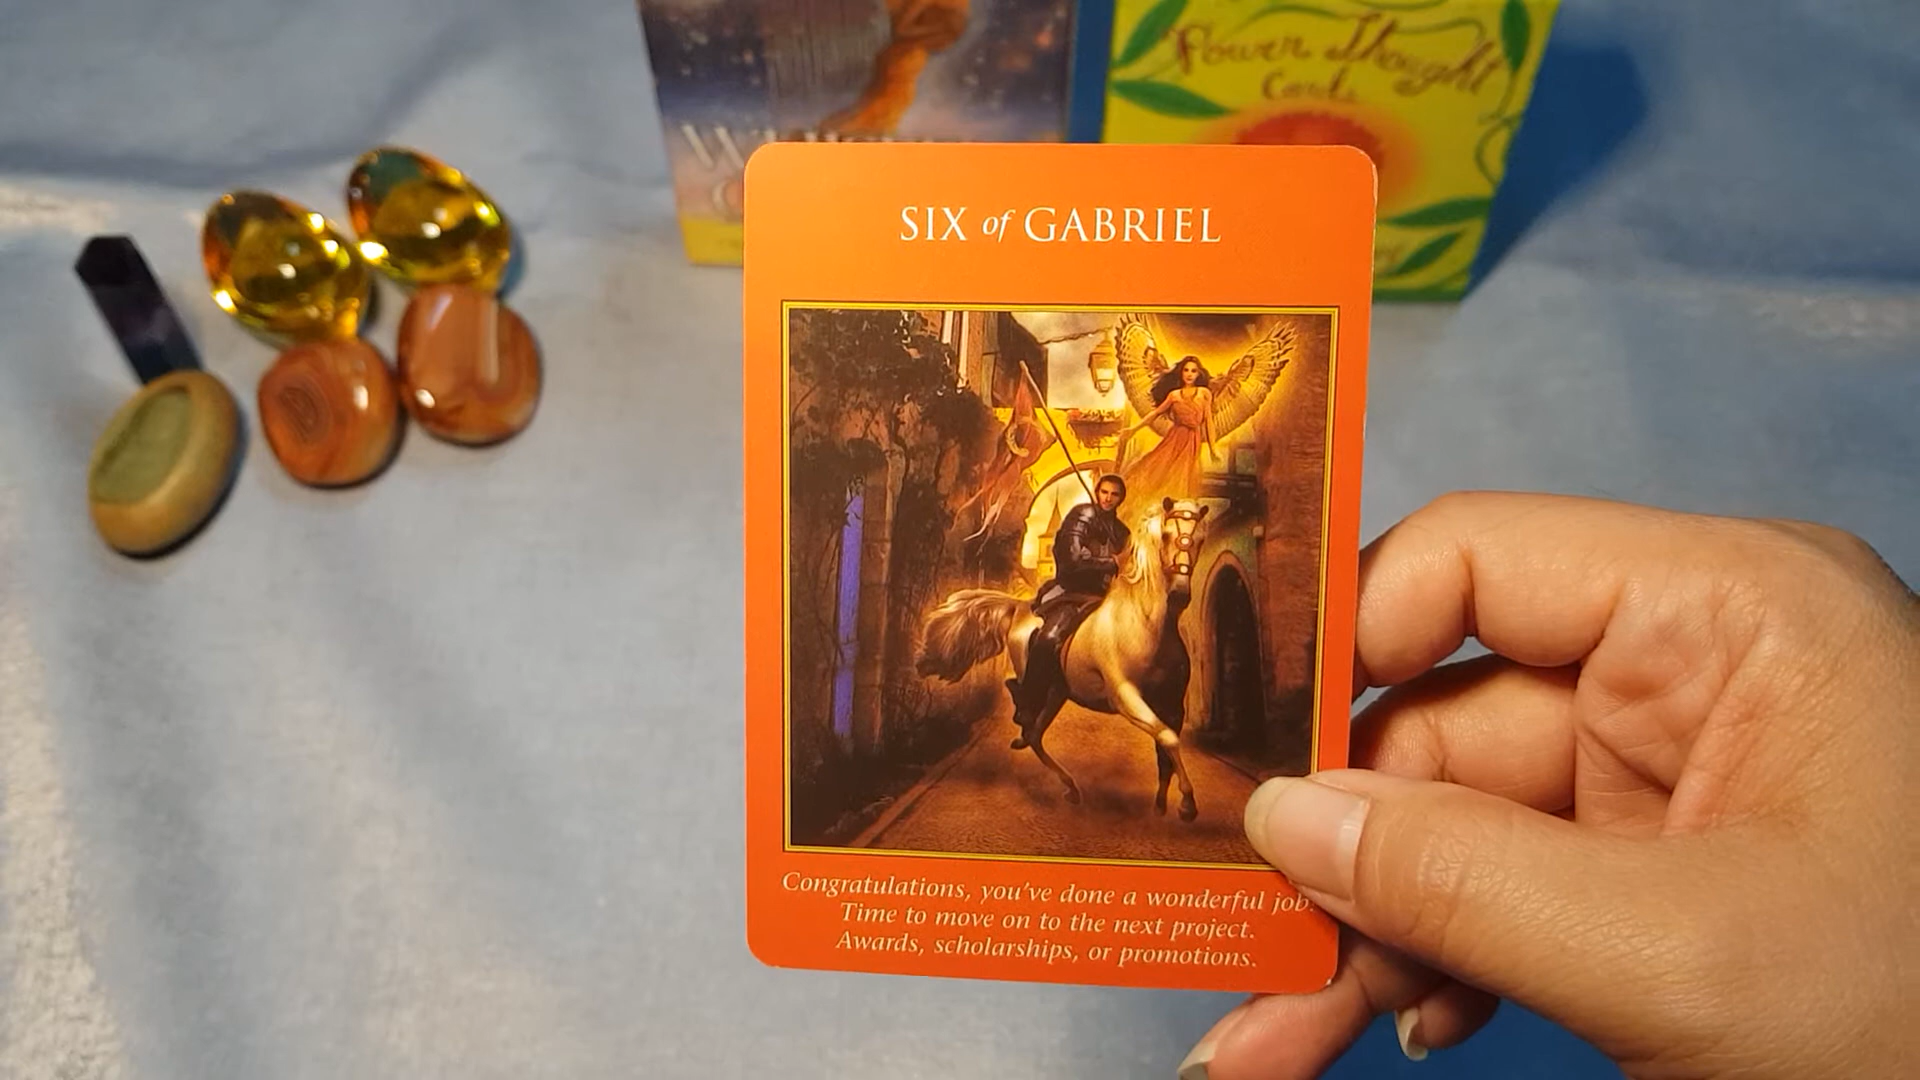 Power Thought
Cards
SIX of GABRIEL
Congratulations, you've done a wonderful job.
Time to move on to the next project.
Awards, scholarships, or promotions.